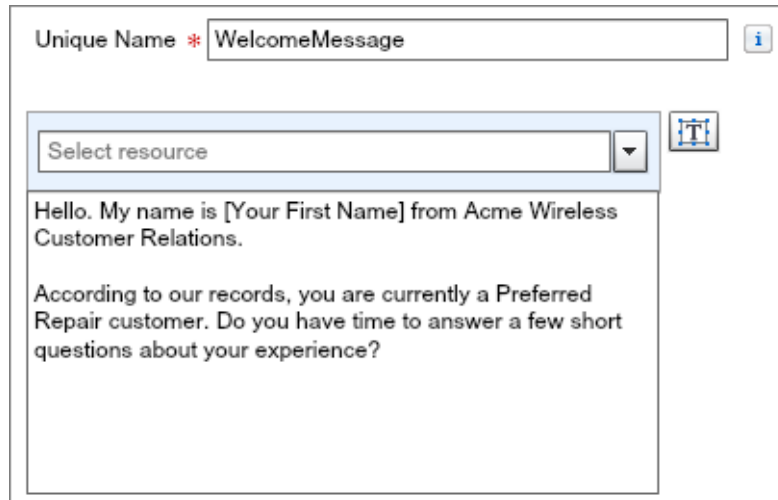 Unique Name * WelcomeMessage i
Select resource T
Hello. My name is [Your First Name] from Acme Wireless
Customer Relations.
According to our records, you are currently a Preferred
Repair customer. Do you have time to answer a few short
questions about your experience?